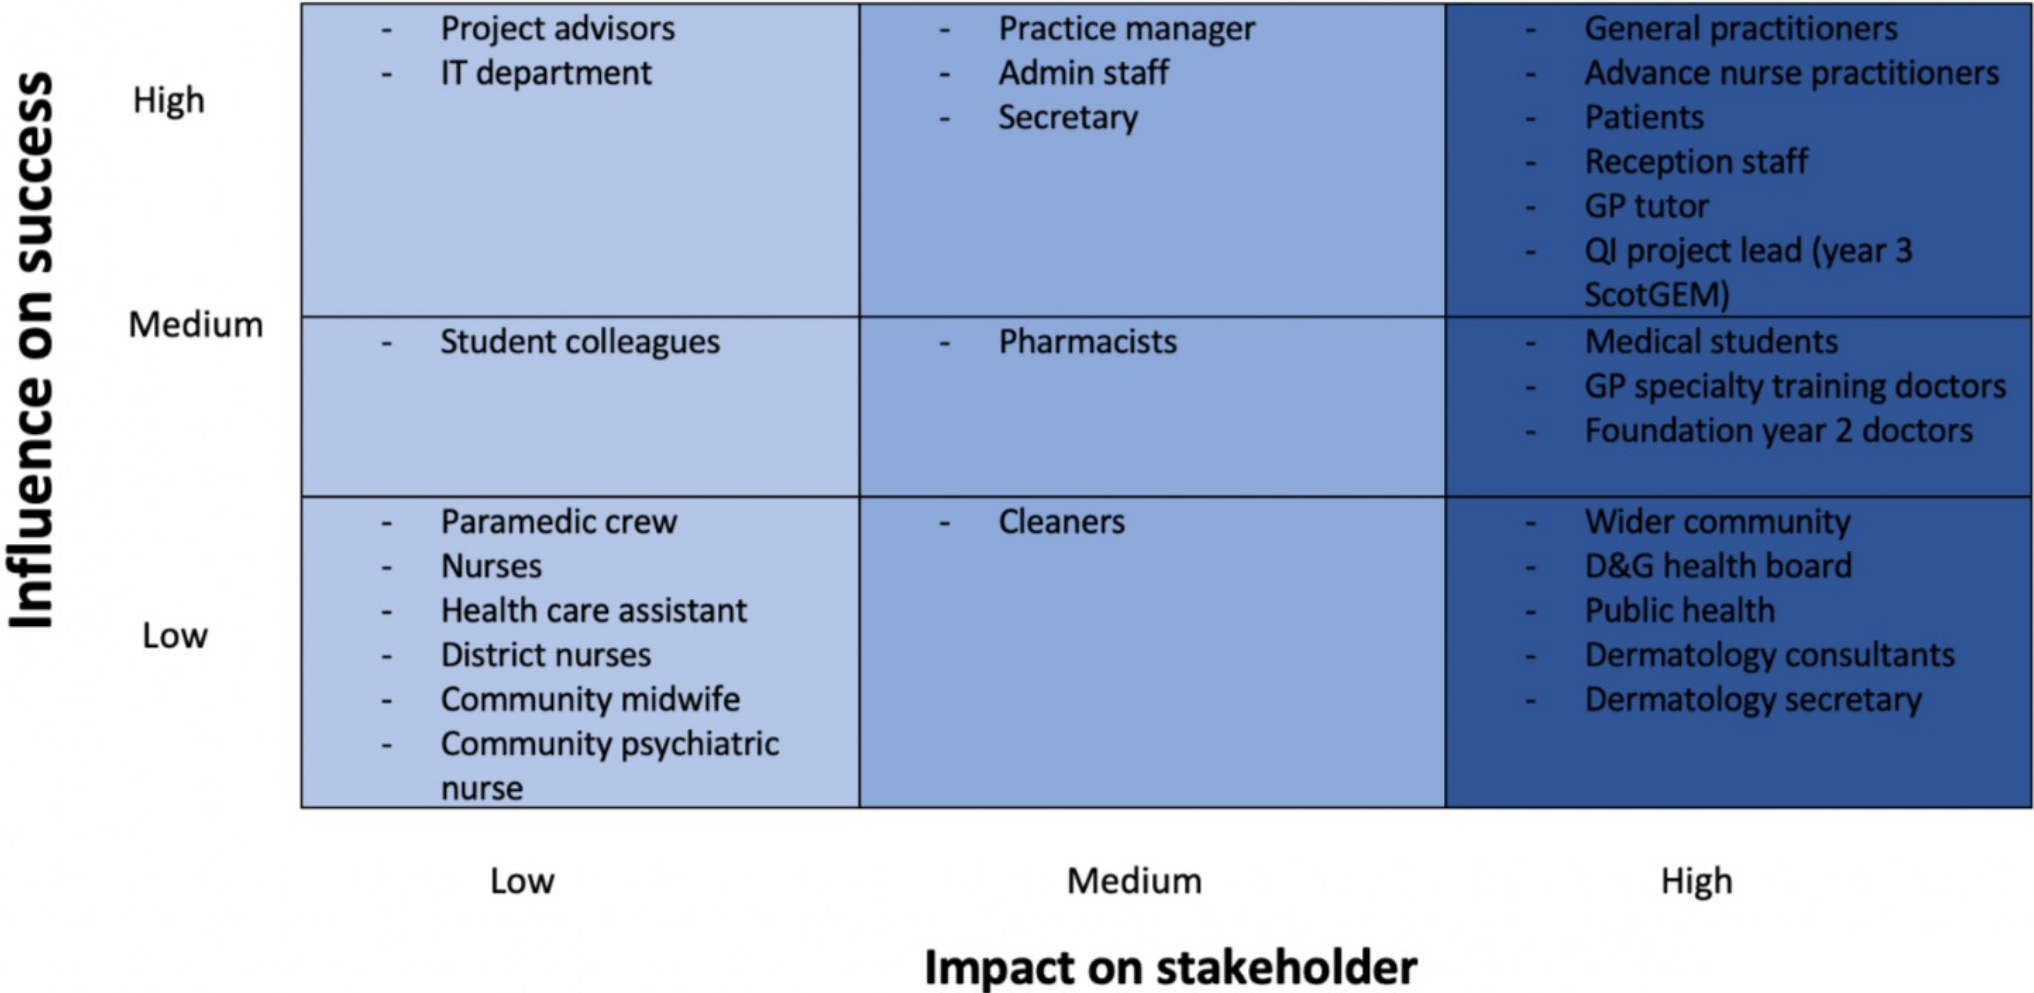 Influence on success
High
- Project advisors
- IT department
- Practice manager
- Admin staff
- Secretary
- General practitioners
- Advance nurse practitioners
- Patients
- Reception staff
- GP tutor
- QI project lead (year 3
ScotGEM)
Medium
- Student colleagues
- Pharmacists
- Medical students
- GP specialty training doctors
- Foundation year 2 doctors
Low
- Paramedic crew
- Nurses
- Health care assistant
- District nurses
- Community midwife
- Community psychiatric
nurse
- Cleaners
- Wider community
- D&G health board
- Public health
- Dermatology consultants
- Dermatology secretary
Low
Medium
High
Impact on stakeholder